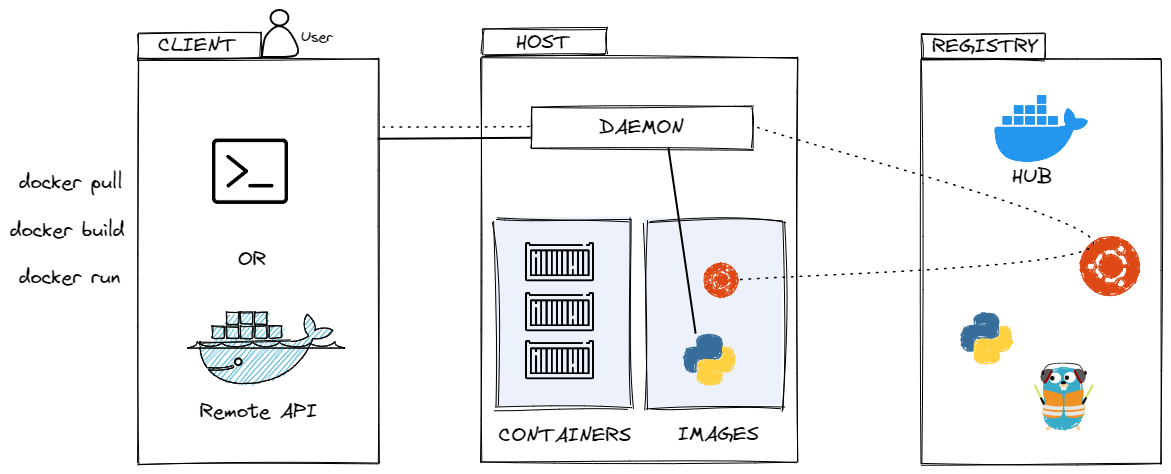 CLIENT
User
HOST
REGISTRY
DAEMON
HUB
docker pull
docker build
docker run
OR
Remote API
CONTAINERS
IMAGES